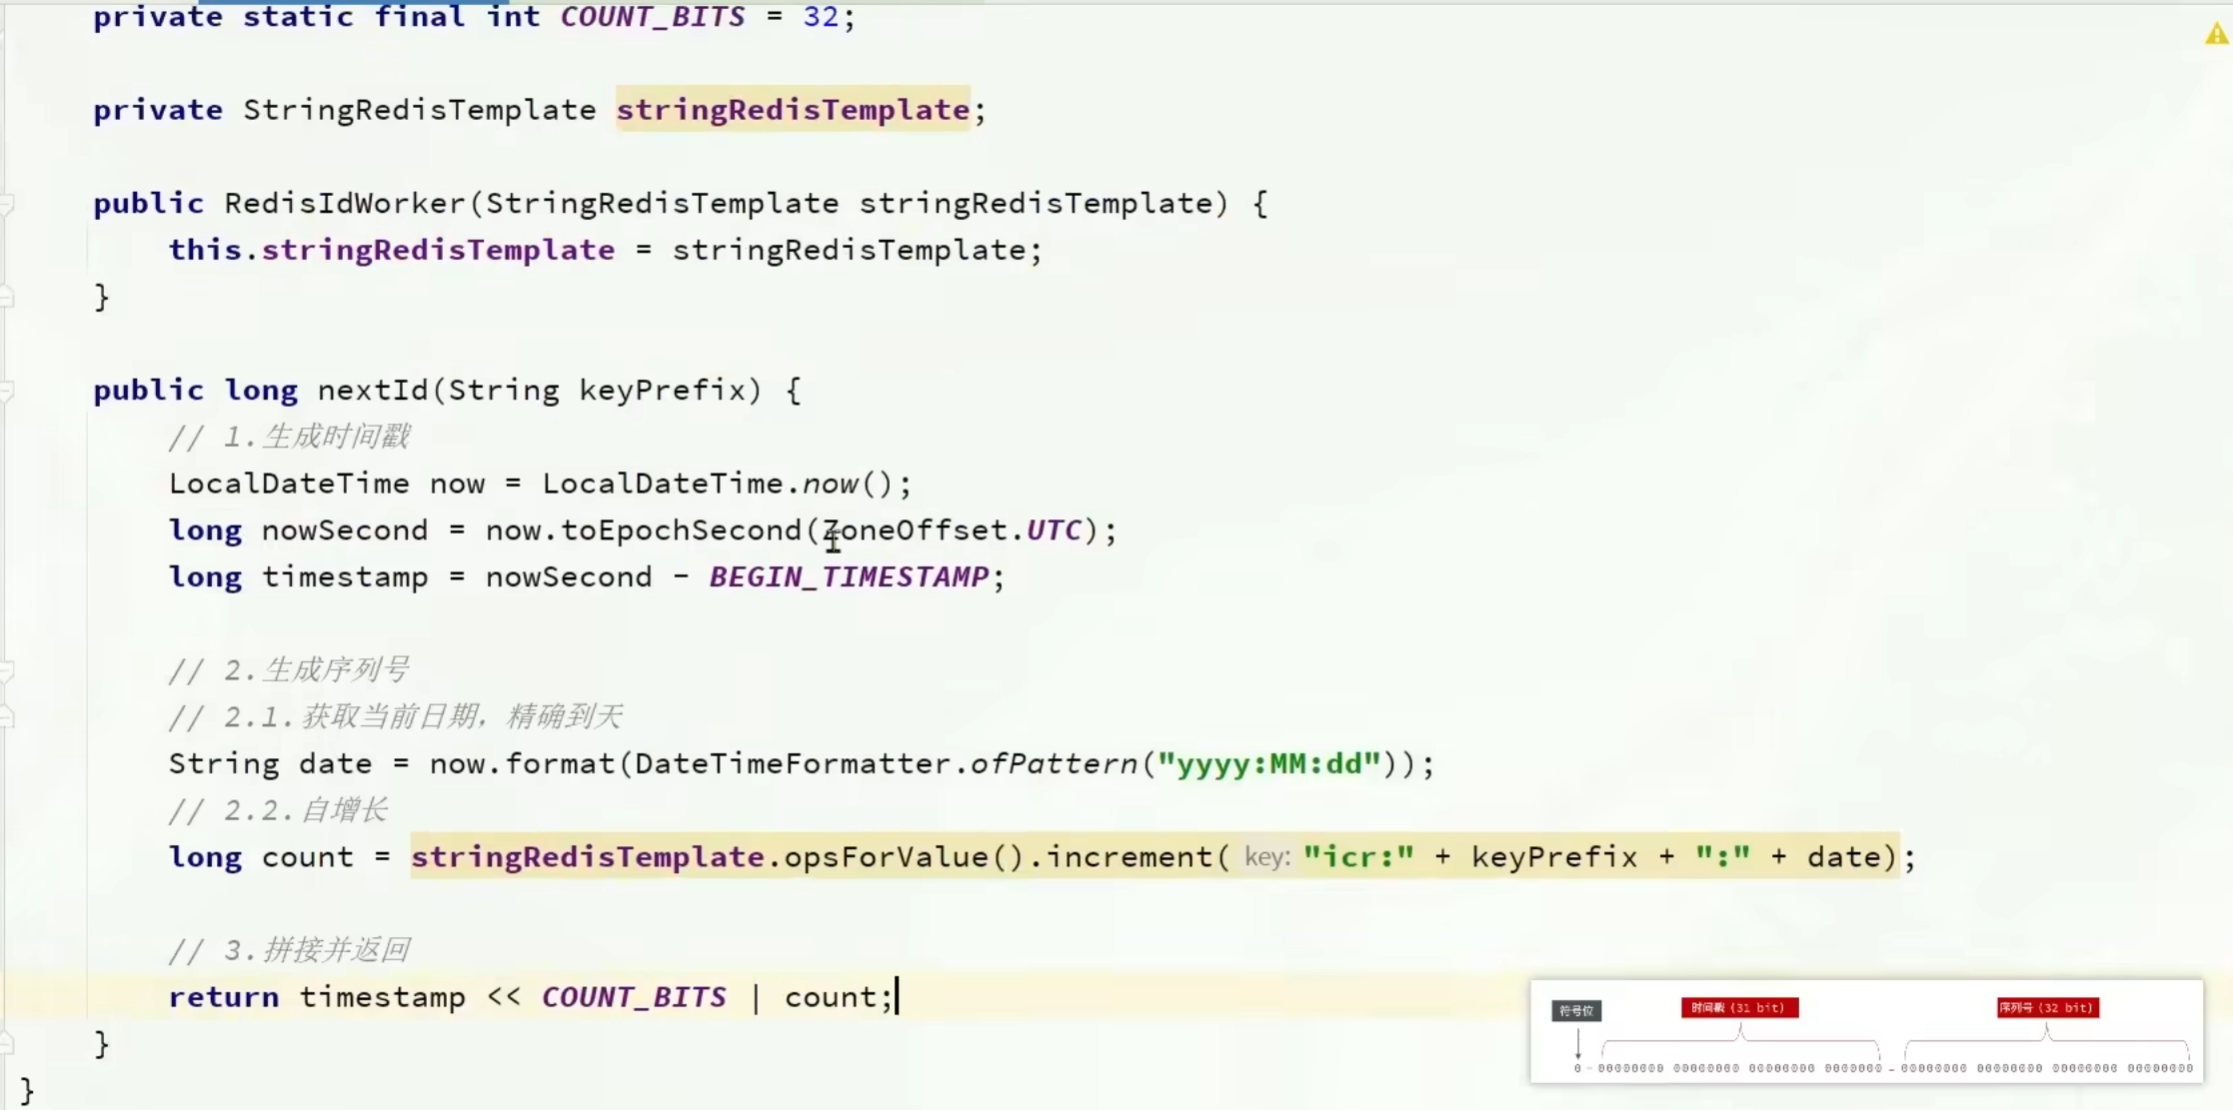 private static final int COUNT_BITS = 32;
private StringRedisTemplate stringRedisTemplate;
public RedisIdWorker(StringRedisTemplate stringRedisTemplate) {
this.stringRedisTemplate = stringRedisTemplate;
}
public long nextId(String keyPrefix) {
// 1.生成时间戳
LocalDateTime now = LocalDateTime.now();
long nowSecond = now.toEpochSecond(ZoneOffset.UTC);
long timestamp = nowSecond - BEGIN_TIMESTAMP;
// 2.生成序列号
// 2.1.获取当前日期，精确到天
String date = now.format(DateTimeFormatter.ofPattern("yyyy:MM:dd"));
// 2.2.自增长
long count = stringRedisTemplate.opsForValue().increment( key: "icr:" + keyPrefix + ":" + date);
// 3.拼接并返回
return timestamp << COUNT_BITS | count;
}
}
符号位 时间戳（31 bit） 序列号（32 bit）
0 - 00000000 00000000 00000000 0000000 - 00000000 00000000 00000000 00000000